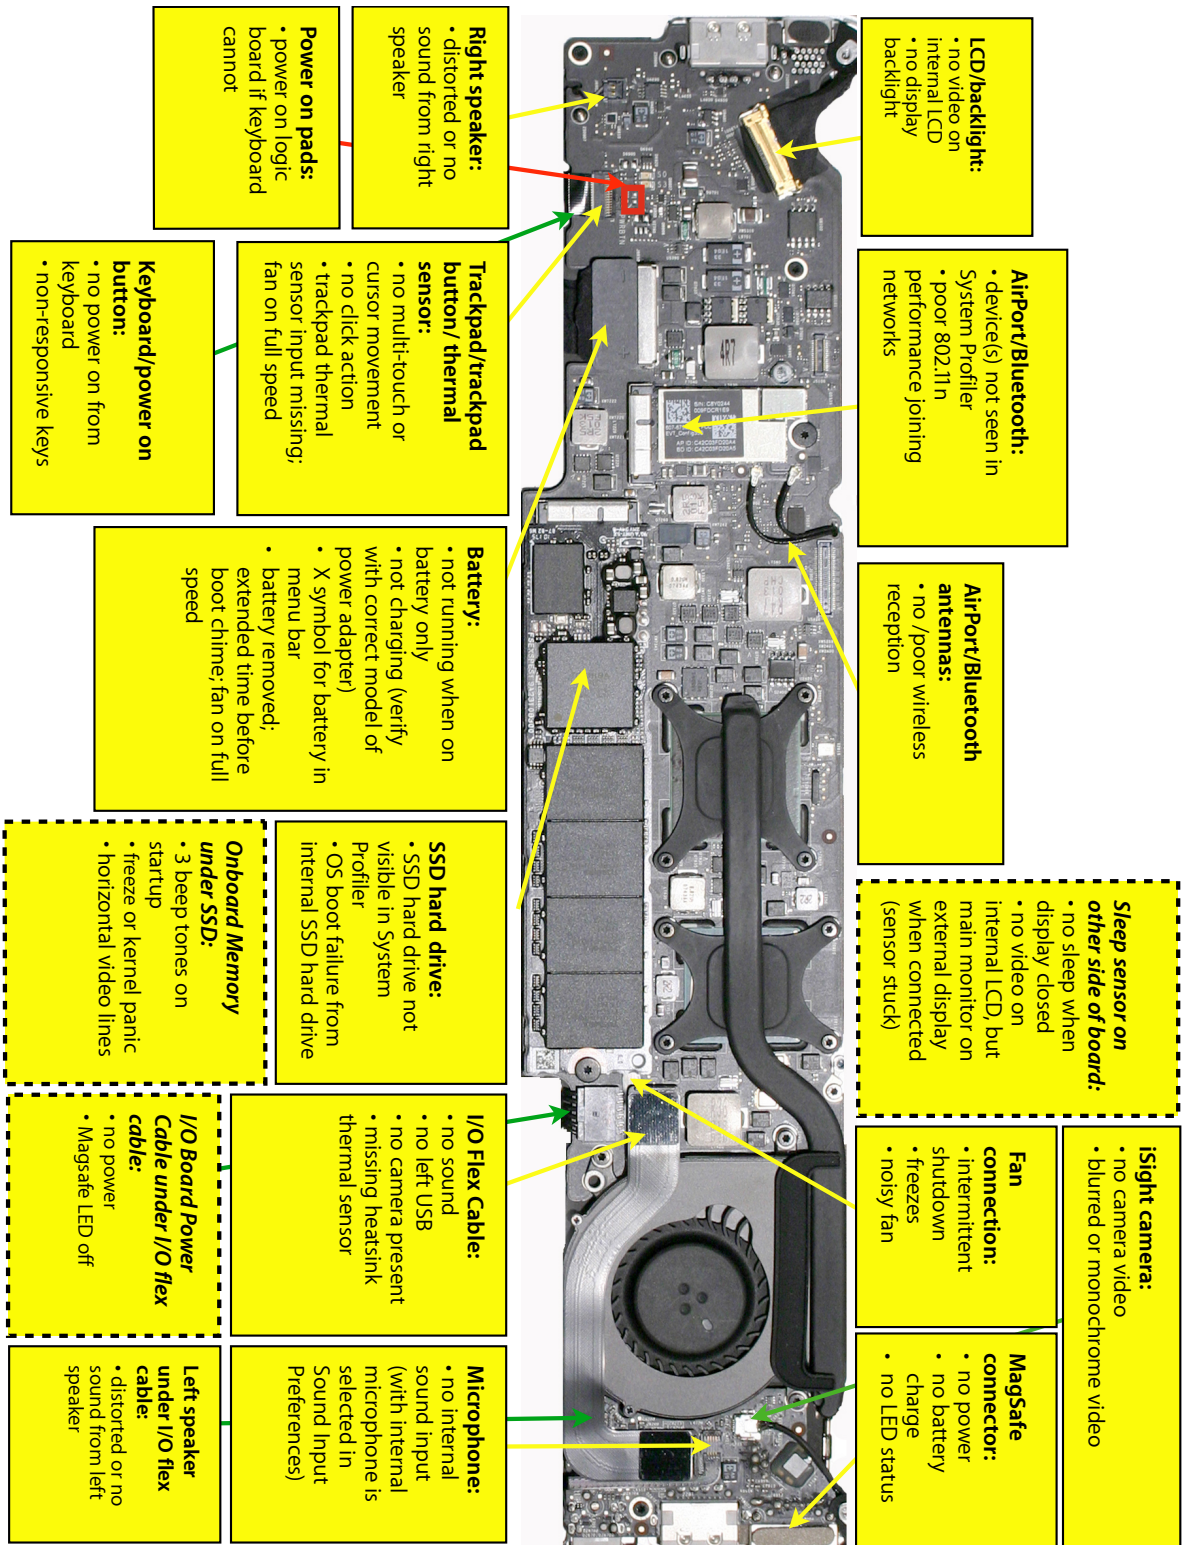 LCD/backlight:
• no video on
internal LCD
• no display
backlight
AirPort/Bluetooth:
• device(s) not seen in
System Profiler
• poor 802.11n
performance joining
networks
AirPort/Bluetooth
antennas:
• no /poor wireless
reception
Sleep sensor on
other side of board:
• no sleep when
display closed
• no video on
internal LCD, but
main monitor on
external display
when connected
(sensor stuck)
iSight camera:
• no camera video
• blurred or monochrome video
Fan
connection:
• intermittent
shutdown
• freezes
• noisy fan
MagSafe
connector:
• no power
• no battery
charge
• no LED status
4R7
Right speaker:
• distorted or no
sound from right
speaker
Power on pads:
• power on logic
board if keyboard
cannot
Trackpad/trackpad
button/ thermal
sensor:
• no multi-touch or
cursor movement
• no click action
• trackpad thermal
sensor input missing;
fan on full speed
Keyboard/power on
button:
• no power on from
keyboard
• non-responsive keys
Battery:
• not running when on
battery only
• not charging (verify
with correct model of
power adapter)
• X symbol for battery in
menu bar
• battery removed;
extended time before
boot chime; fan on full
speed
SSD hard drive:
• SSD hard drive not
visible in System
Profiler
• OS boot failure from
internal SSD hard drive
Onboard Memory
under SSD:
• 3 beep tones on
startup
• freeze or kernel panic
• horizontal video lines
I/O Flex Cable:
• no sound
• no left USB
• no camera present
• missing heatsink
thermal sensor
I/O Board Power
Cable under I/O flex
cable:
• no power
• Magsafe LED off
Microphone:
• no internal
sound input
(with internal
microphone is
selected in
Sound Input
Preferences)
Left speaker
under I/O flex
cable:
• distorted or no
sound from left
speaker